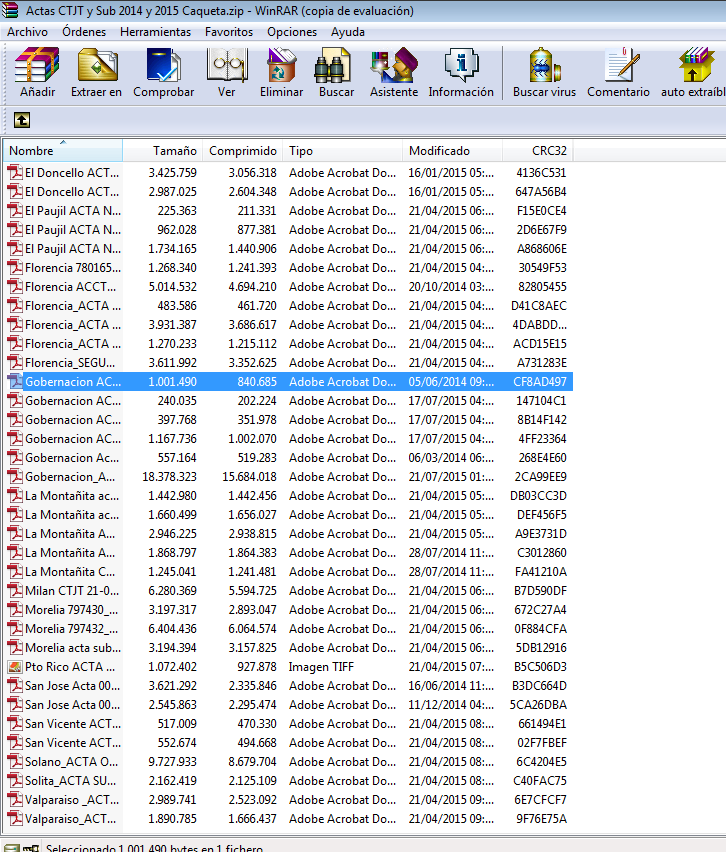 Actas CTJT y Sub 2014 y 2015 Caqueta.zip - WinRAR (copia de evaluación)
Archivo Órdenes Herramientas Favoritos Opciones Ayuda
Añadir Extraer en Comprobar Ver Eliminar Buscar Asistente Información Buscar virus Comentario auto extraíbl
Nombre Tamaño Comprimido Tipo Modificado CRC32
El Doncello ACT... 3.425.759 3.056.318 Adobe Acrobat Do... 16/01/2015 05:... 4136C531
El Doncello ACT... 2.987.025 2.604.348 Adobe Acrobat Do... 16/01/2015 05:... 647A56B4
El Paujil ACTA N... 225.363 211.331 Adobe Acrobat Do... 21/04/2015 06:... F15E0CE4
El Paujil ACTA N... 962.028 877.381 Adobe Acrobat Do... 21/04/2015 06:... 2D6E67F9
El Paujil ACTA N... 1.734.165 1.440.906 Adobe Acrobat Do... 21/04/2015 06:... A868606E
Florencia 780165... 1.268.340 1.241.393 Adobe Acrobat Do... 21/04/2015 04:... 30549F53
Florencia ACCT... 5.014.532 4.694.210 Adobe Acrobat Do... 20/10/2014 03:... 82805455
Florencia_ACTA ... 483.586 461.720 Adobe Acrobat Do... 21/04/2015 04:... D41C8AEC
Florencia_ACTA ... 3.931.387 3.686.617 Adobe Acrobat Do... 21/04/2015 04:... 4DABDD...
Florencia_ACTA ... 1.270.233 1.215.112 Adobe Acrobat Do... 21/04/2015 04:... ACD15E15
Florencia_SEGU... 3.611.992 3.352.625 Adobe Acrobat Do... 21/04/2015 04:... A731283E
Gobernacion AC... 1.001.490 840.685 Adobe Acrobat Do... 05/06/2014 09:... CF8AD497
Gobernacion AC... 240.035 202.224 Adobe Acrobat Do... 17/07/2015 04:... 147104C1
Gobernacion AC... 397.768 351.978 Adobe Acrobat Do... 17/07/2015 04:... 8B14F142
Gobernacion AC... 1.167.736 1.002.070 Adobe Acrobat Do... 17/07/2015 04:... 4FF23364
Gobernacion Ac... 557.164 519.283 Adobe Acrobat Do... 06/03/2014 06:... 268E4E60
Gobernacion_A... 18.378.323 15.684.018 Adobe Acrobat Do... 21/07/2015 01:... 2CA99EE9
La Montañita ac... 1.442.980 1.442.456 Adobe Acrobat Do... 21/04/2015 05:... DB03CC3D
La Montañita ac... 1.660.499 1.656.027 Adobe Acrobat Do... 21/04/2015 05:... DEF456F5
La Montañita A... 2.946.225 2.938.815 Adobe Acrobat Do... 21/04/2015 05:... A9E3731D
La Montañita A... 1.868.797 1.864.383 Adobe Acrobat Do... 28/07/2014 11:... C3012860
La Montañita C... 1.245.041 1.241.481 Adobe Acrobat Do... 28/07/2014 11:... FA41210A
Milan CTJT 21-0... 6.280.369 5.594.725 Adobe Acrobat Do... 21/04/2015 06:... B7D590DF
Morelia 797430_... 3.197.317 2.893.047 Adobe Acrobat Do... 21/04/2015 06:... 672C27A4
Morelia 797432_... 6.404.436 6.064.574 Adobe Acrobat Do... 21/04/2015 06:... 0F884CFA
Morelia acta sub... 3.194.394 3.157.825 Adobe Acrobat Do... 21/04/2015 06:... 5DB12916
Pto Rico ACTA ... 1.072.402 927.878 Imagen TIFF 21/04/2015 07:... B5C506D3
San Jose Acta 00... 3.621.292 2.335.846 Adobe Acrobat Do... 16/06/2014 11:... B3DC664D
San Jose Acta 00... 2.545.863 2.295.474 Adobe Acrobat Do... 11/12/2014 04:... 5CA26DBA
San Vicente ACT... 517.009 470.330 Adobe Acrobat Do... 21/04/2015 08:... 661494E1
San Vicente ACT... 552.674 494.668 Adobe Acrobat Do... 21/04/2015 08:... 02F7FBEF
Solano_ACTA O... 9.727.933 8.679.704 Adobe Acrobat Do... 21/04/2015 08:... 6C4204E5
Solita_ACTA SU... 2.162.419 2.125.109 Adobe Acrobat Do... 21/04/2015 08:... C40FAC75
Valparaiso _ACT... 2.989.741 2.523.092 Adobe Acrobat Do... 21/04/2015 09:... 6E7CFCF7
Valparaiso_ACT... 1.890.785 1.666.437 Adobe Acrobat Do... 21/04/2015 09:... 9F76E75A
Seleccionado 1.001.490 bytes en 1 fichero